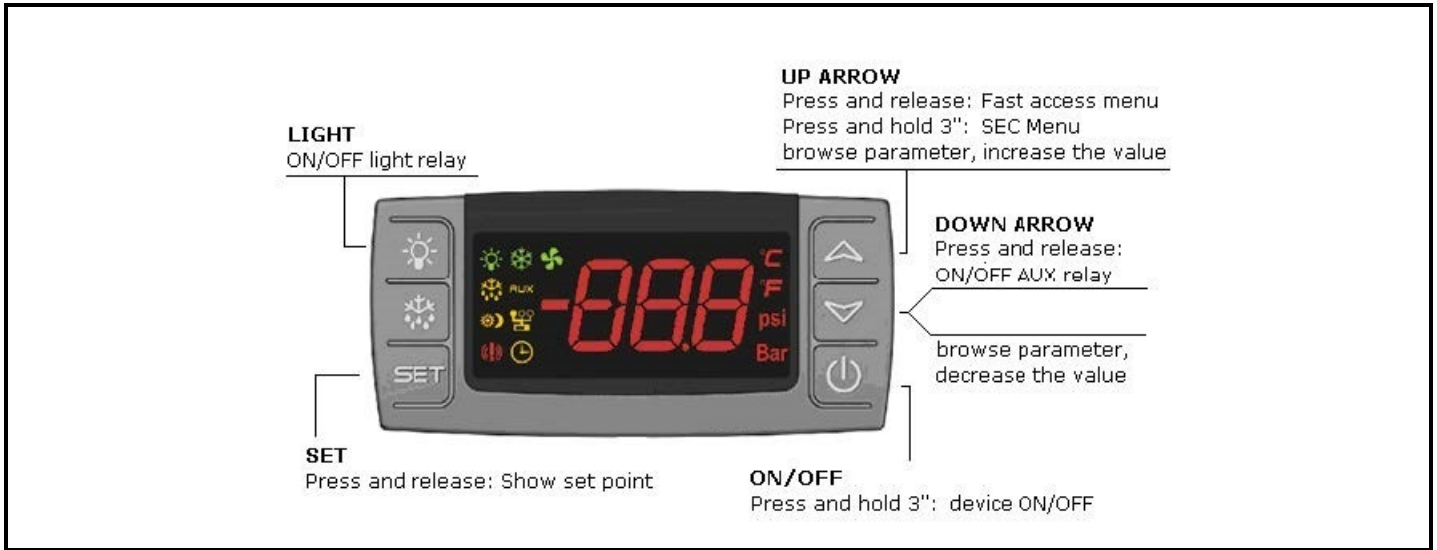 UP ARROW
Press and release: Fast access menu
Press and hold 3": SEC Menu
browse parameter, increase the value
LIGHT
ON/OFF light relay
DOWN ARROW
Press and release:
ON/OFF AUX relay
browse parameter,
decrease the value
AUX
-888
°C
°F
psi
Bar
SET
SET
Press and release: Show set point
ON/OFF
Press and hold 3": device ON/OFF